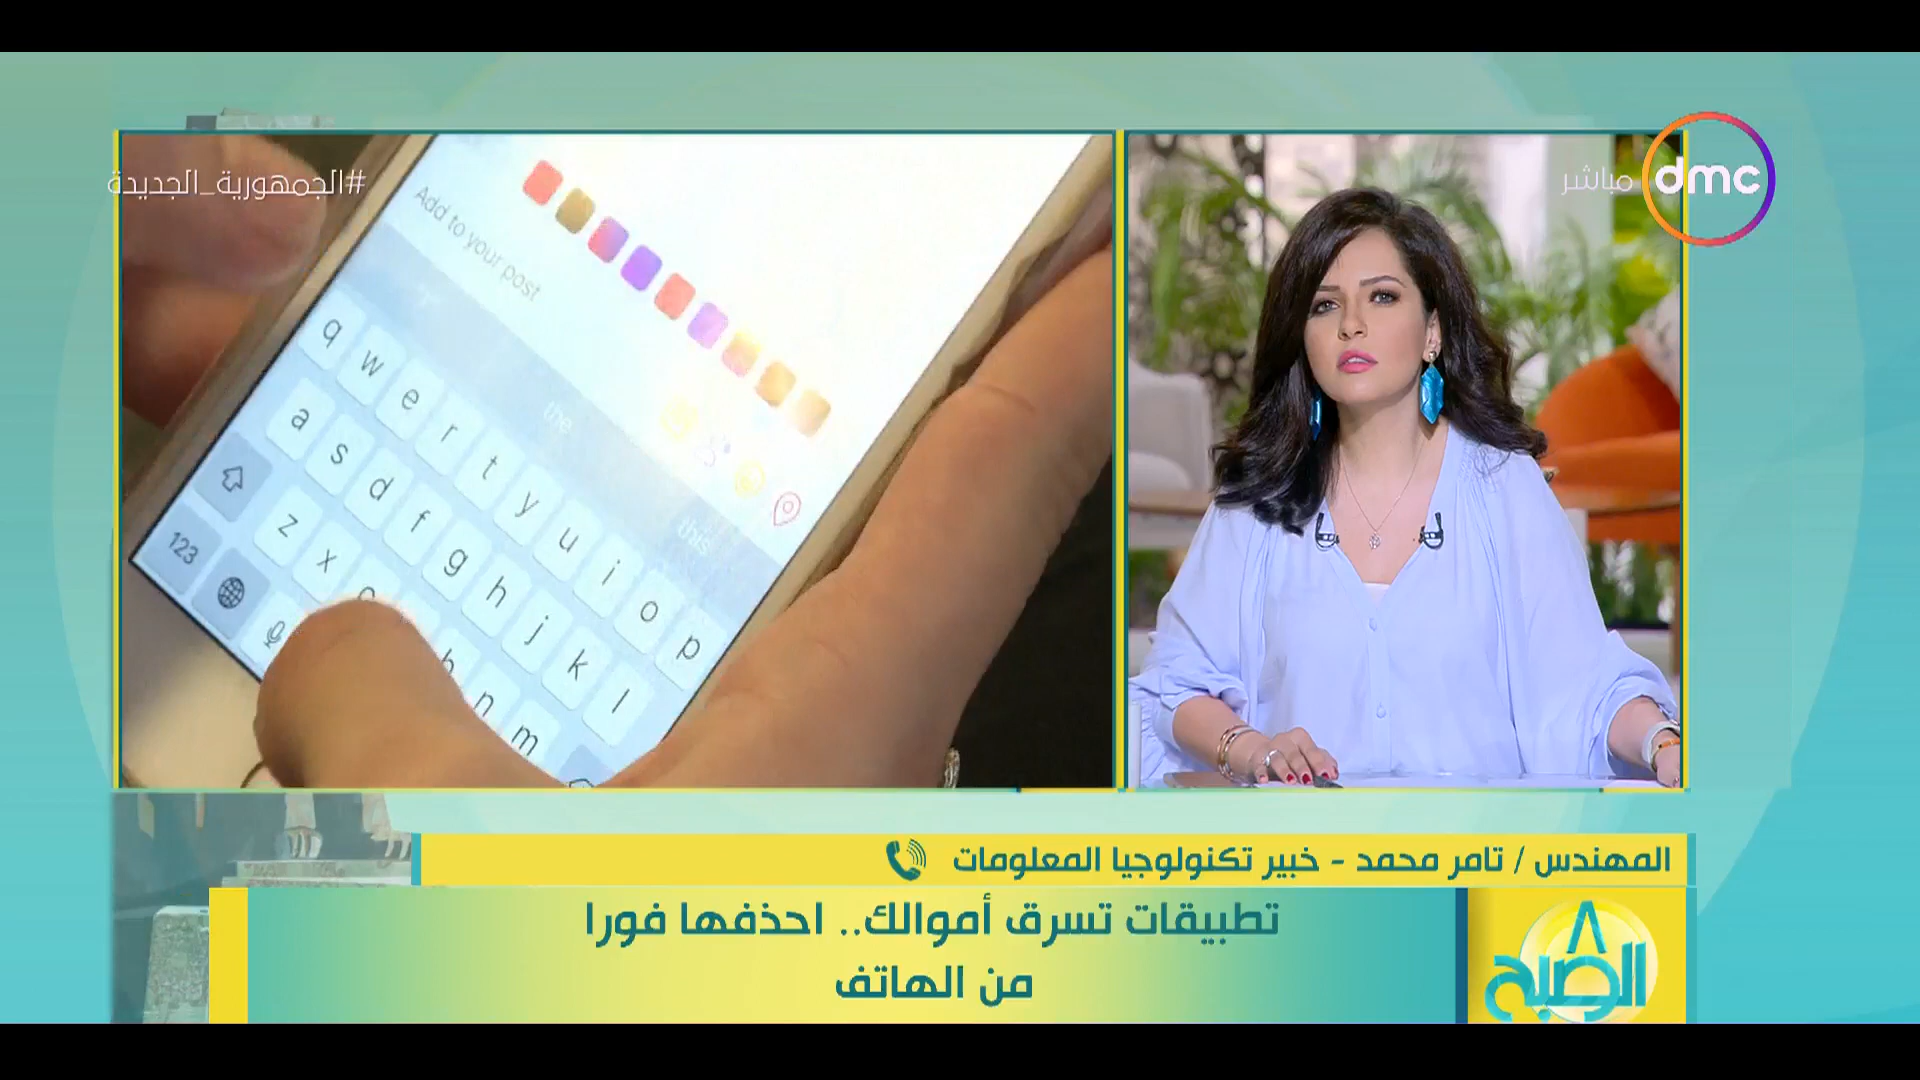 #الجمهورية_الجديدة
مباشر
dmc
Add to your post
the
this
q w e r t y u i o p
a s d f g h j k l
z x c b n m
123
المهندس / تامر محمد - خبير تكنولوجيا المعلومات
تطبيقات تسرق أموالك.. احذفها فورا
من الهاتف
٨
الصبح